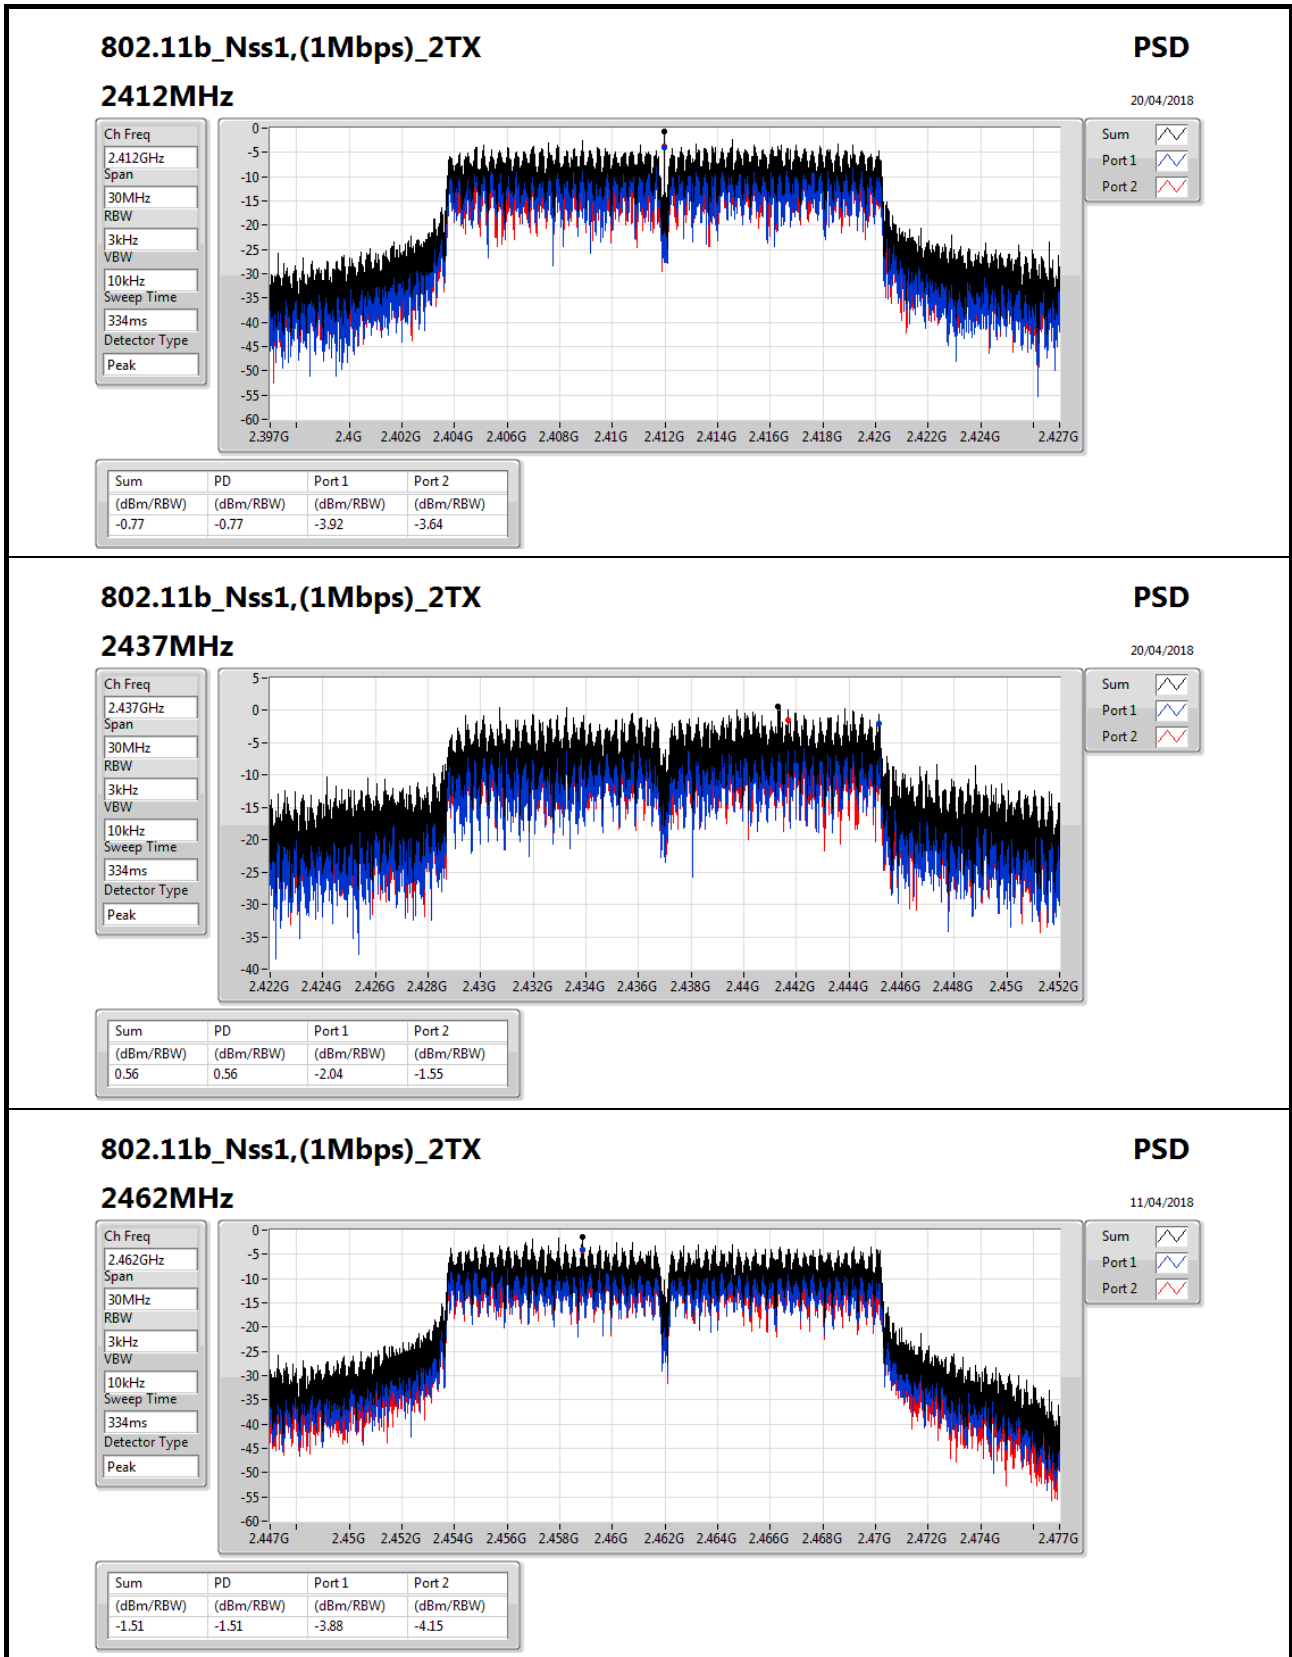 802.11b_Nss1,(1Mbps)_2TX PSD
2412MHz 20/04/2018
Ch Freq
2.412GHz
Span
30MHz
RBW
3kHz
VBW
10kHz
Sweep Time
334ms
Detector Type
Peak
0
-5
-10
-15
-20
-25
-30
-35
-40
-45
-50
-55
-60
2.397G 2.4G 2.402G 2.404G 2.406G 2.408G 2.41G 2.412G 2.414G 2.416G 2.418G 2.42G 2.422G 2.424G 2.427G
Sum
Port 1
Port 2
Sum PD Port 1 Port 2
(dBm/RBW) (dBm/RBW) (dBm/RBW) (dBm/RBW)
-0.77 -0.77 -3.92 -3.64
802.11b_Nss1,(1Mbps)_2TX PSD
2437MHz 20/04/2018
Ch Freq
2.437GHz
Span
30MHz
RBW
3kHz
VBW
10kHz
Sweep Time
334ms
Detector Type
Peak
5
0
-5
-10
-15
-20
-25
-30
-35
-40
2.422G 2.424G 2.426G 2.428G 2.43G 2.432G 2.434G 2.436G 2.438G 2.44G 2.442G 2.444G 2.446G 2.448G 2.45G 2.452G
Sum
Port 1
Port 2
Sum PD Port 1 Port 2
(dBm/RBW) (dBm/RBW) (dBm/RBW) (dBm/RBW)
0.56 0.56 -2.04 -1.55
802.11b_Nss1,(1Mbps)_2TX PSD
2462MHz 11/04/2018
Ch Freq
2.462GHz
Span
30MHz
RBW
3kHz
VBW
10kHz
Sweep Time
334ms
Detector Type
Peak
0
-5
-10
-15
-20
-25
-30
-35
-40
-45
-50
-55
-60
2.447G 2.45G 2.452G 2.454G 2.456G 2.458G 2.46G 2.462G 2.464G 2.466G 2.468G 2.47G 2.472G 2.474G 2.477G
Sum
Port 1
Port 2
Sum PD Port 1 Port 2
(dBm/RBW) (dBm/RBW) (dBm/RBW) (dBm/RBW)
-1.51 -1.51 -3.88 -4.15